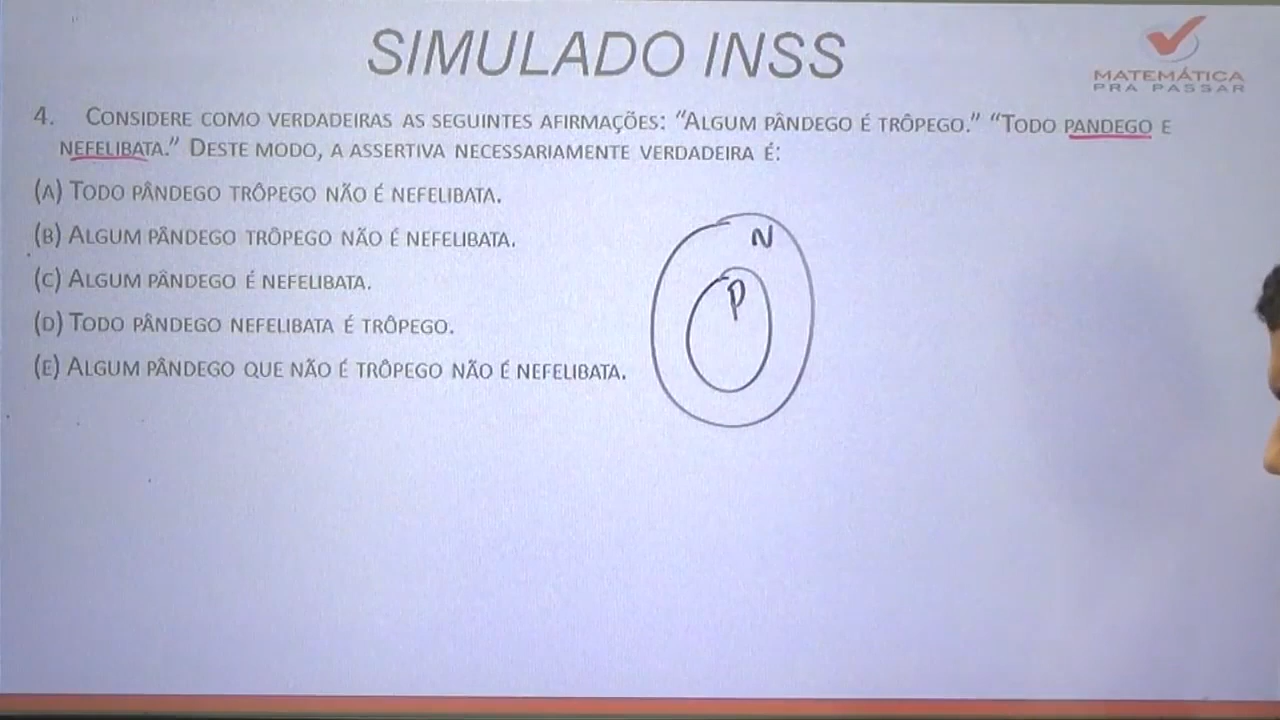 SIMULADO INSS
MATEMÁTICA
PRA PASSAR
4. CONSIDERE COMO VERDADEIRAS AS SEGUINTES AFIRMAÇÕES: “ALGUM PÂNDEGO É TRÔPEGO.” “TODO PANDEGO E
NEFELIBATA.” DESTE MODO, A ASSERTIVA NECESSARIAMENTE VERDADEIRA É:
(A) TODO PÂNDEGO TRÔPEGO NÃO É NEFELIBATA.
(B) ALGUM PÂNDEGO TRÔPEGO NÃO É NEFELIBATA.
(C) ALGUM PÂNDEGO É NEFELIBATA.
(D) TODO PÂNDEGO NEFELIBATA É TRÔPEGO.
(E) ALGUM PÂNDEGO QUE NÃO É TRÔPEGO NÃO É NEFELIBATA.
N
P